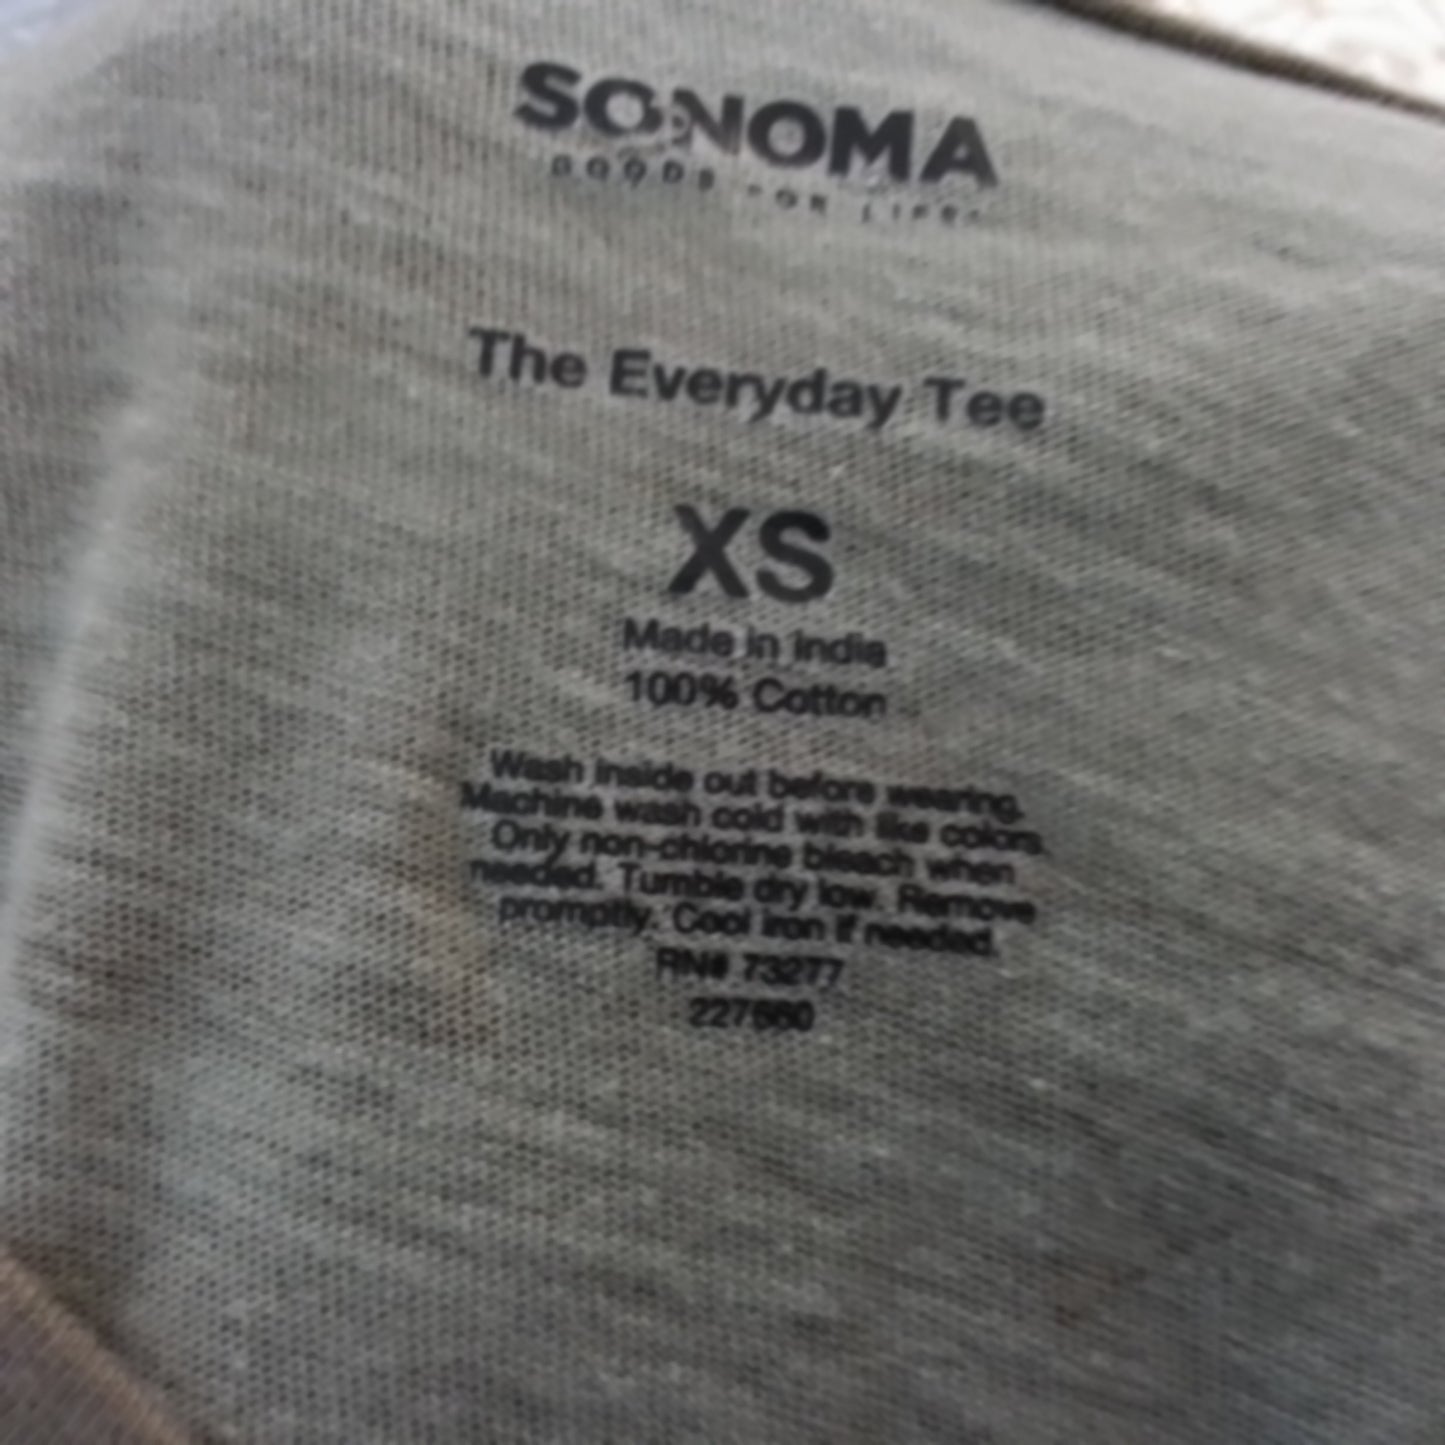 SONOMA
GOODS FOR LIFE
The Everyday Tee
XS
Made in India
100% Cotton
Wash inside out before wearing.
Machine wash cold with like colors.
Only non-chlorine bleach when
needed. Tumble dry low. Remove
promptly. Cool iron if needed.
RN# 73277